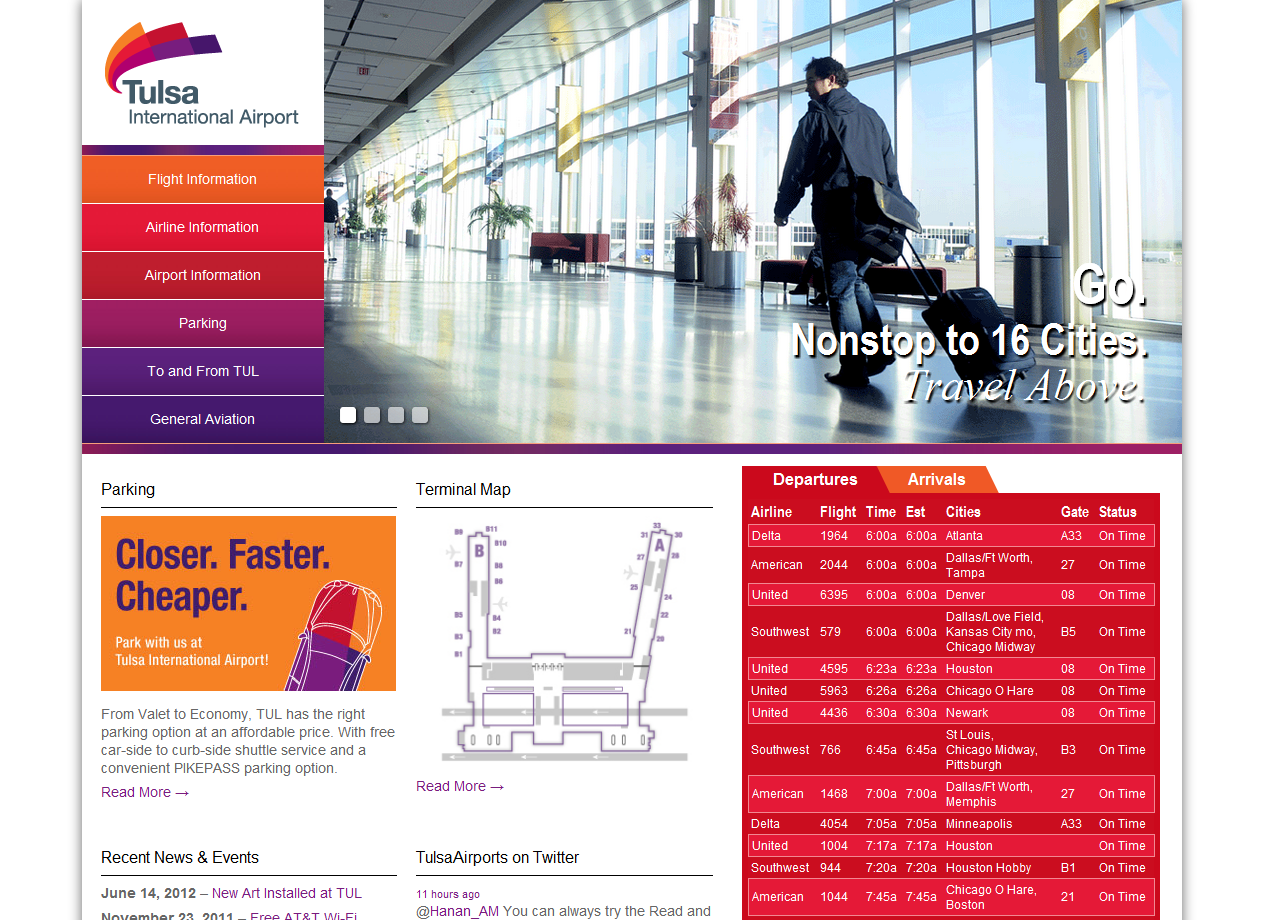 Tulsa
International Airport
Flight Information
Airline Information
Airport Information
Parking
To and From TUL
General Aviation
EXIT
Go.
Nonstop to 16 Cities.
Travel Above.
Parking
Closer. Faster.
Cheaper.
Park with us at
Tulsa International Airport!
From Valet to Economy, TUL has the right
parking option at an affordable price. With free
car-side to curb-side shuttle service and a
convenient PIKEPASS parking option.
Read More →
Terminal Map
B9 B11
B10
B
B7 B8
B6
B5 B4
B3 B2
B1
33
31 30
A
27 28
25 24
22
21 20
Read More →
Departures Arrivals
Airline Flight Time Est Cities Gate Status
Delta 1964 6:00a 6:00a Atlanta A33 On Time
American 2044 6:00a 6:00a Dallas/Ft Worth,
Tampa 27 On Time
United 6395 6:00a 6:00a Denver 08 On Time
Southwest 579 6:00a 6:00a Dallas/Love Field,
Kansas City mo,
Chicago Midway B5 On Time
United 4595 6:23a 6:23a Houston 08 On Time
United 5963 6:26a 6:26a Chicago O Hare 08 On Time
United 4436 6:30a 6:30a Newark 08 On Time
Southwest 766 6:45a 6:45a St Louis,
Chicago Midway,
Pittsburgh B3 On Time
American 1468 7:00a 7:00a Dallas/Ft Worth,
Memphis 27 On Time
Delta 4054 7:05a 7:05a Minneapolis A33 On Time
United 1004 7:17a 7:17a Houston On Time
Southwest 944 7:20a 7:20a Houston Hobby B1 On Time
American 1044 7:45a 7:45a Chicago O Hare,
Boston 21 On Time
Recent News & Events
June 14, 2012 – New Art Installed at TUL
November 23, 2011 – Free AT&T Wi-Fi
TulsaAirports on Twitter
11 hours ago
@Hanan_AM You can always try the Read and